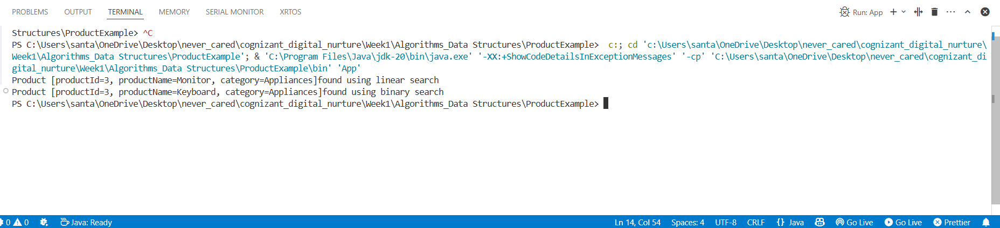 PROBLEMS OUTPUT TERMINAL MEMORY SERIAL MONITOR XRTOS Run: App
Structures\ProductExample> ^C
PS C:\Users\santa\OneDrive\Desktop\never_cared\cognizant_digital_nurture\Week1\Algorithms_Data Structures\ProductExample>  c:; cd 'c:\Users\santa\OneDrive\Desktop\never_cared\cognizant_digital_nurture\
Week1\Algorithms_Data Structures\ProductExample'; & 'C:\Program Files\Java\jdk-20\bin\java.exe' '-XX:+ShowCodeDetailsInExceptionMessages' '-cp' 'C:\Users\santa\OneDrive\Desktop\never_cared\cognizant_di
gital_nurture\Week1\Algorithms_Data Structures\ProductExample\bin' 'App'
Product [productId=3, productName=Monitor, category=Appliances]found using linear search
Product [productId=3, productName=Keyboard, category=Appliances]found using binary search
PS C:\Users\santa\OneDrive\Desktop\never_cared\cognizant_digital_nurture\Week1\Algorithms_Data Structures\ProductExample>
0 0 Java: Ready Ln 14, Col 54 Spaces: 4 UTF-8 CRLF {} Java Go Live Go Live Prettier